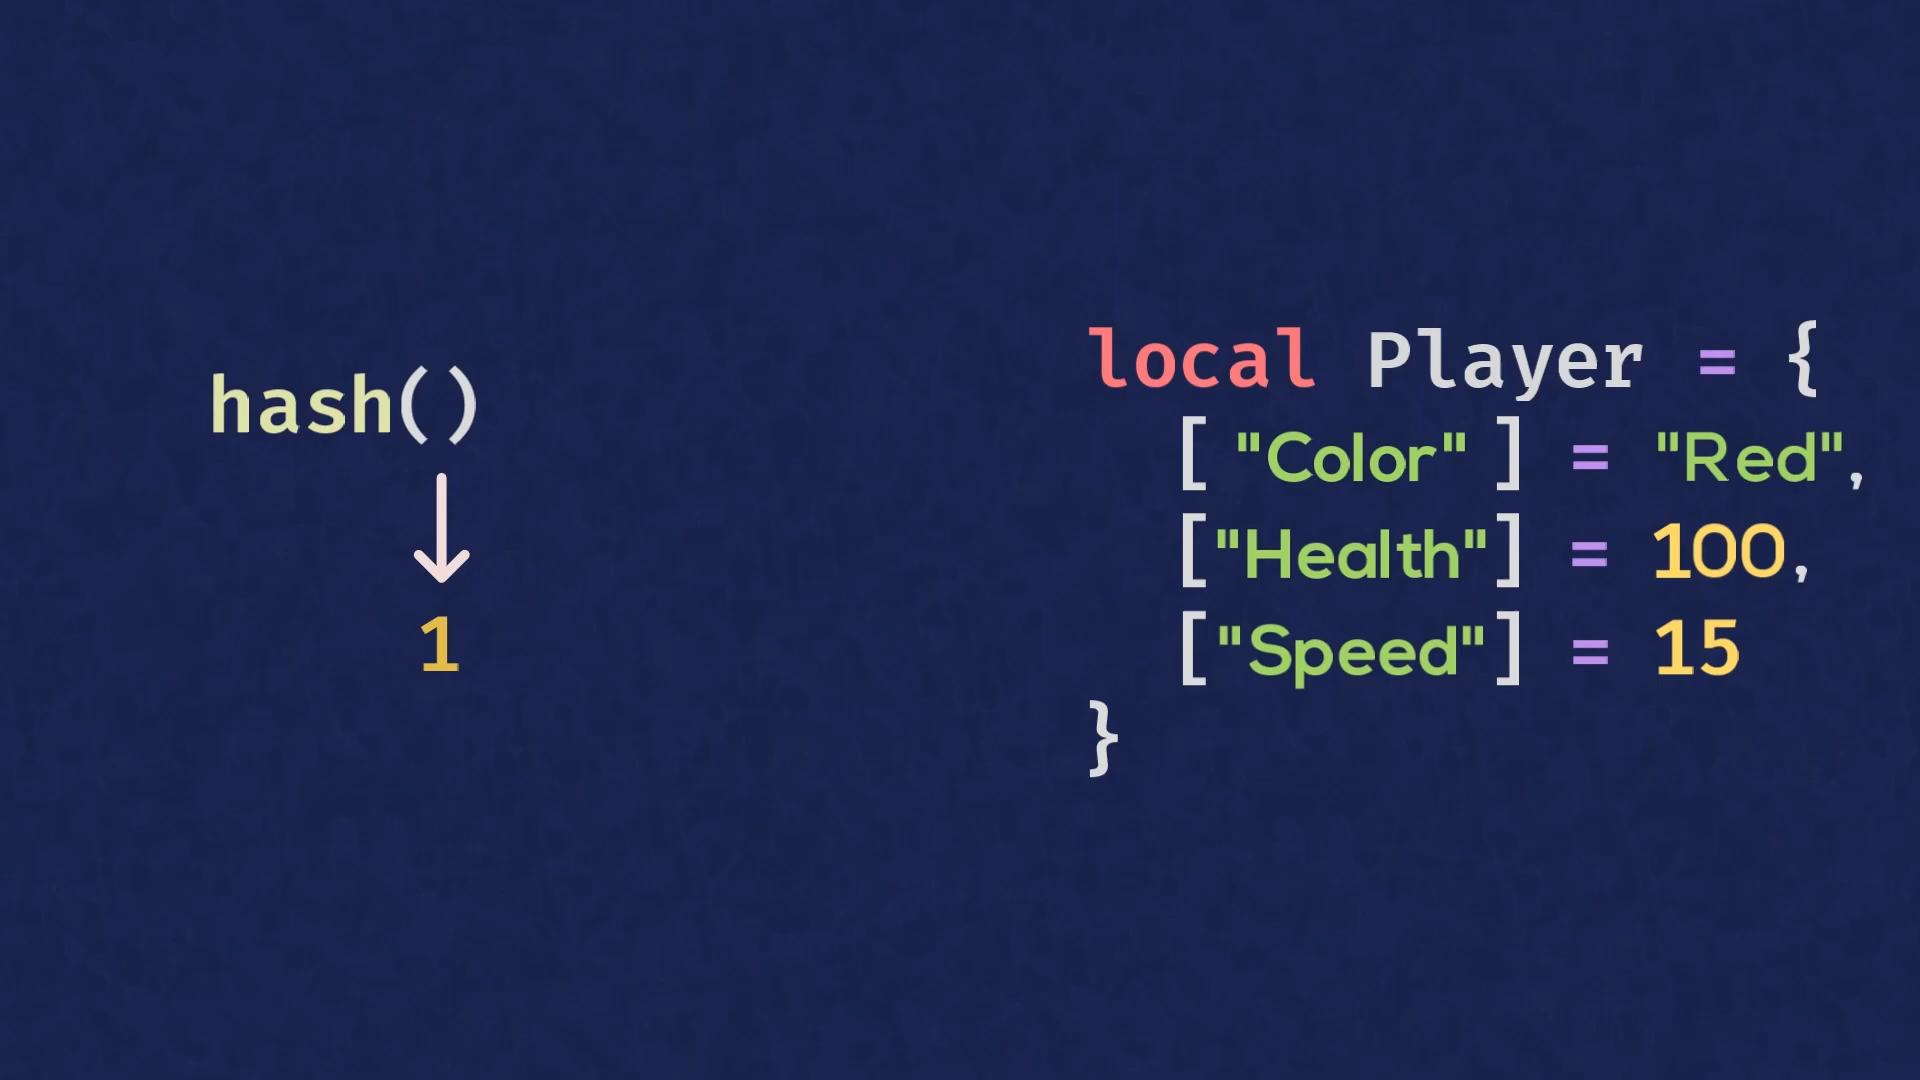 hash()
1
local Player = {
["Color"] = "Red",
["Health"] = 100,
["Speed"] = 15
}